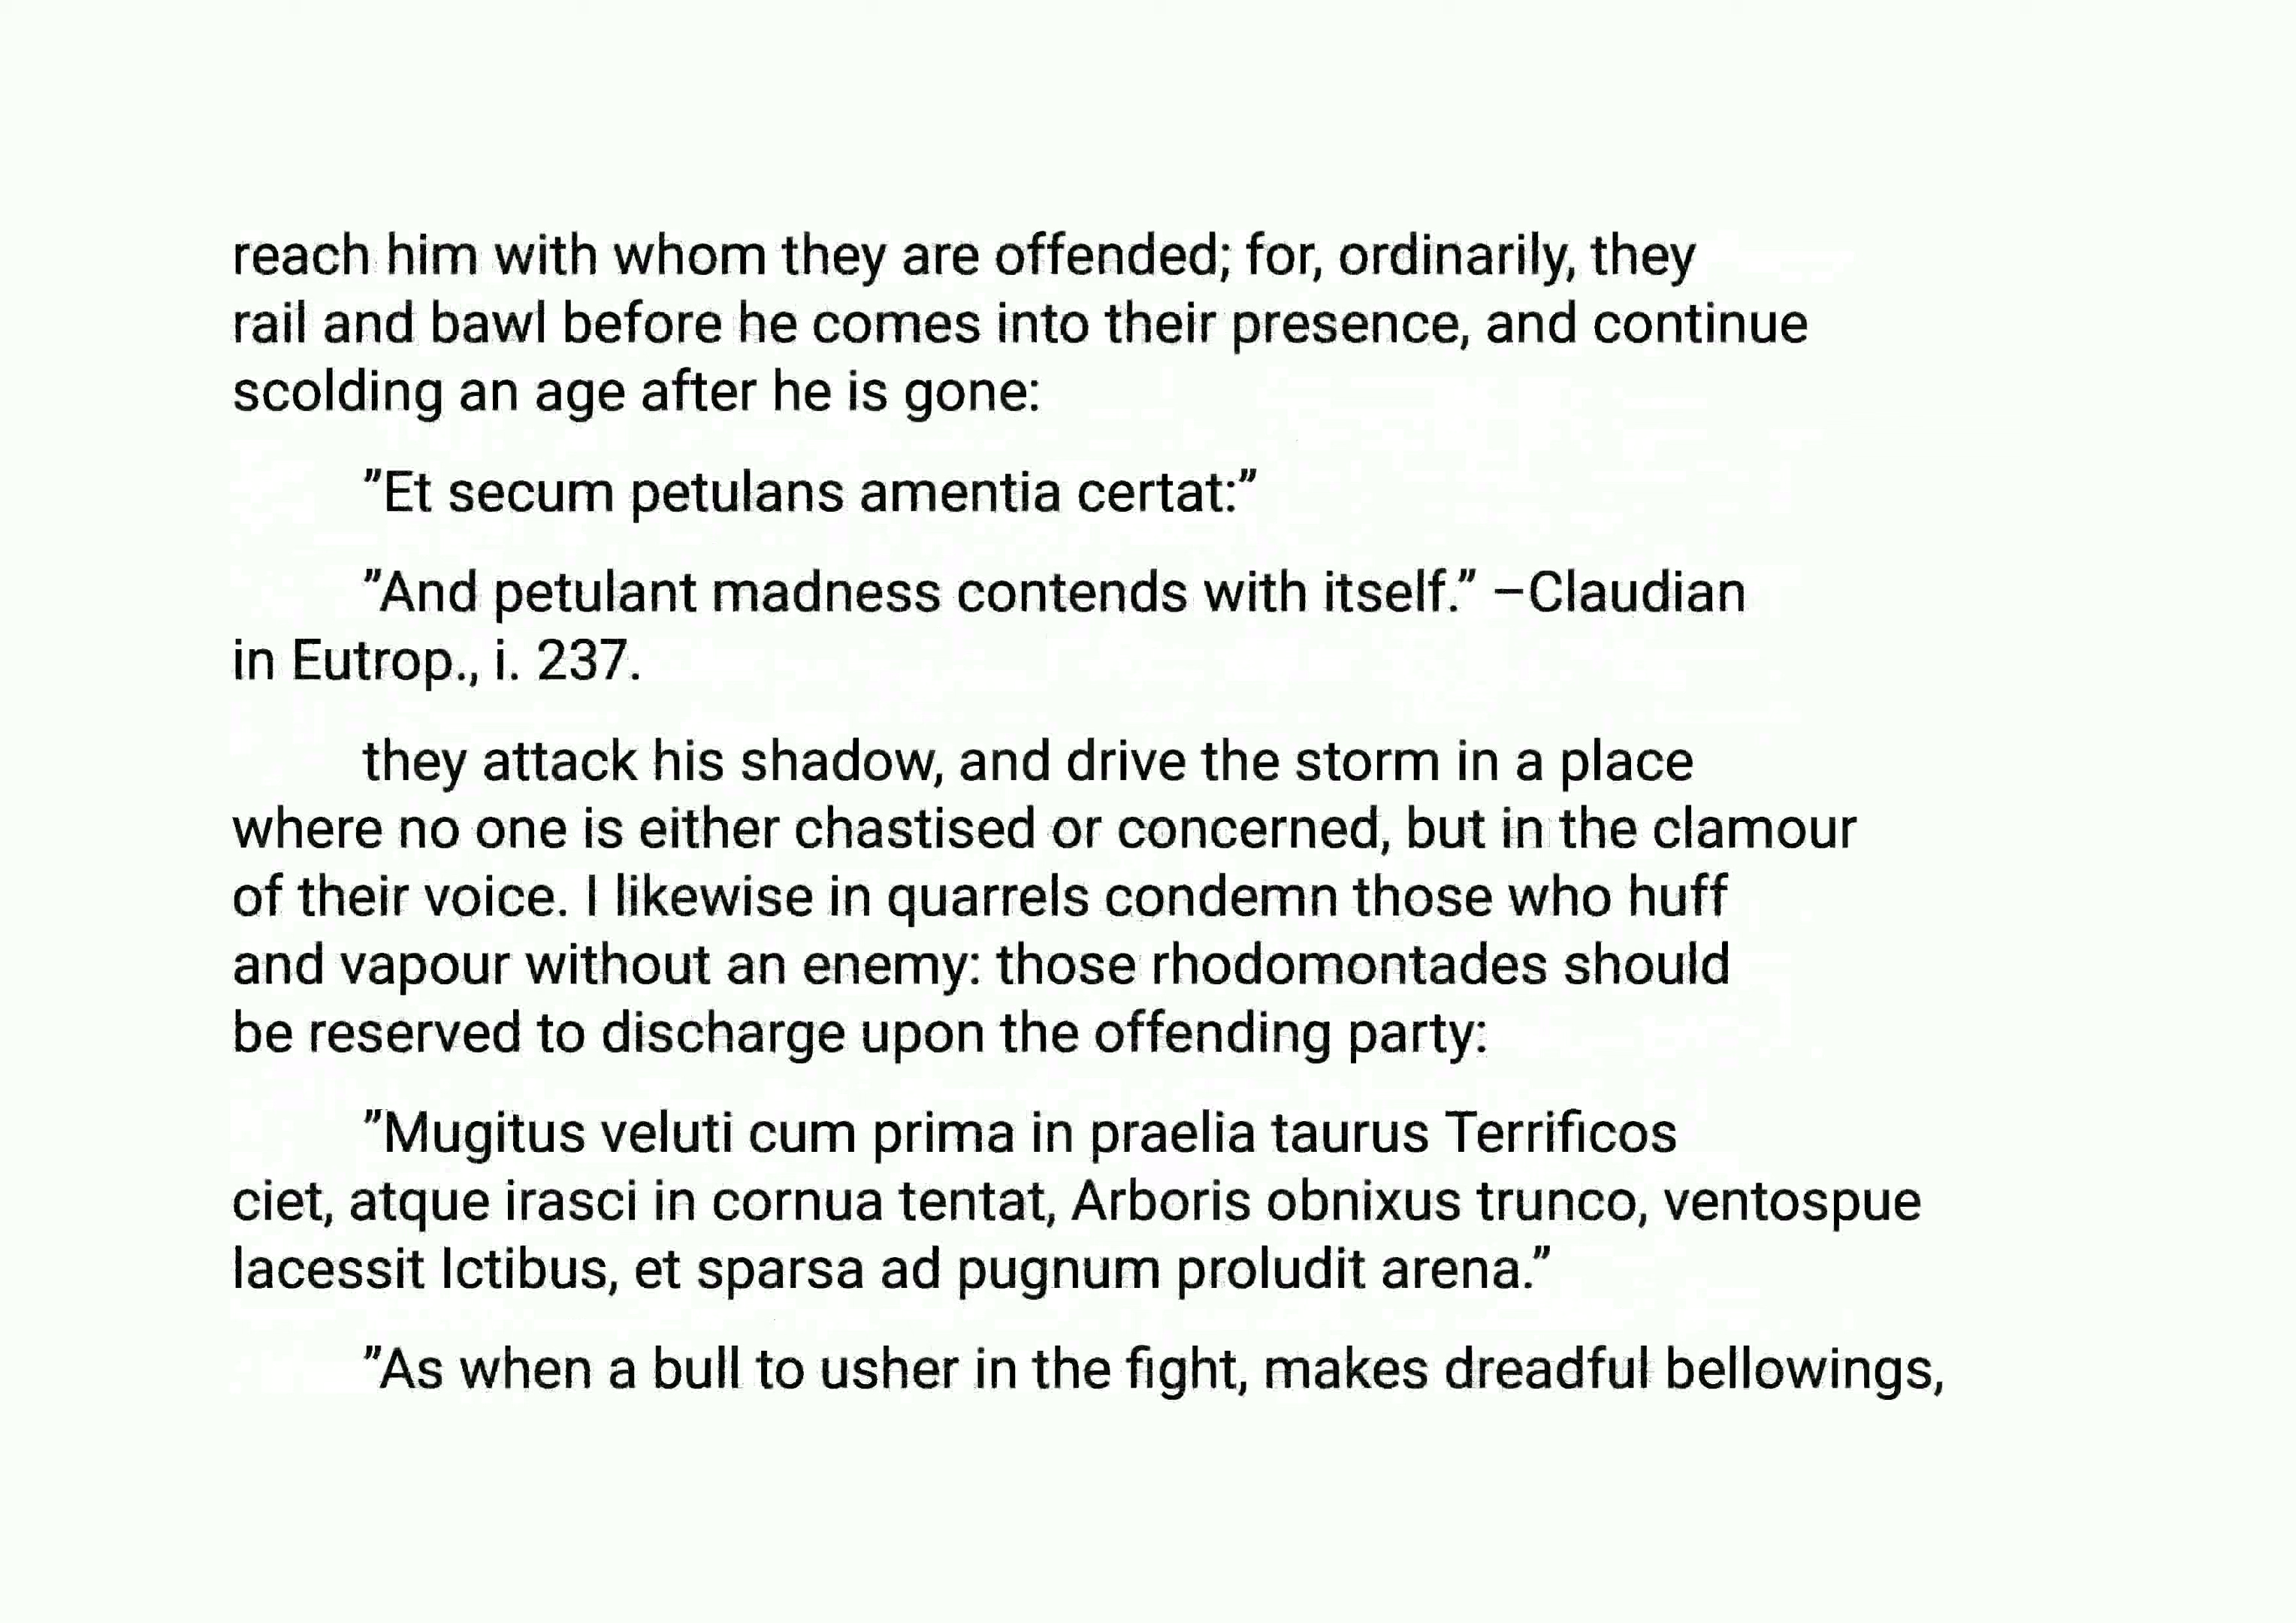 reach him with whom they are offended; for, ordinarily, they
rail and bawl before he comes into their presence, and continue
scolding an age after he is gone:
”Et secum petulans amentia certat:”
”And petulant madness contends with itself.” –Claudian
in Eutrop., i. 237.
they attack his shadow, and drive the storm in a place
where no one is either chastised or concerned, but in the clamour
of their voice. I likewise in quarrels condemn those who huff
and vapour without an enemy: those rhodomontades should
be reserved to discharge upon the offending party:
”Mugitus veluti cum prima in praelia taurus Terrificos
ciet, atque irasci in cornua tentat, Arboris obnixus trunco, ventospue
lacessit Ictibus, et sparsa ad pugnum proludit arena.”
”As when a bull to usher in the fight, makes dreadful bellowings,